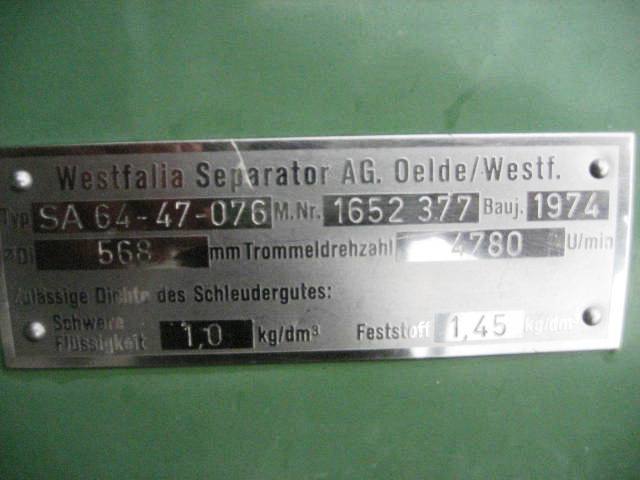 Westfalia Separator AG. Oelde/Westf.
Typ SA 64-47-076 M.Nr. 1652 377 Bauj. 1974
⌀Di 568 mm Trommeldrehzahl 4780 U/min
Zulässige Dichte des Schleudergutes:
Schwere Flüssigkeit 1,0 kg/dm³ Feststoff 1,45 kg/dm³